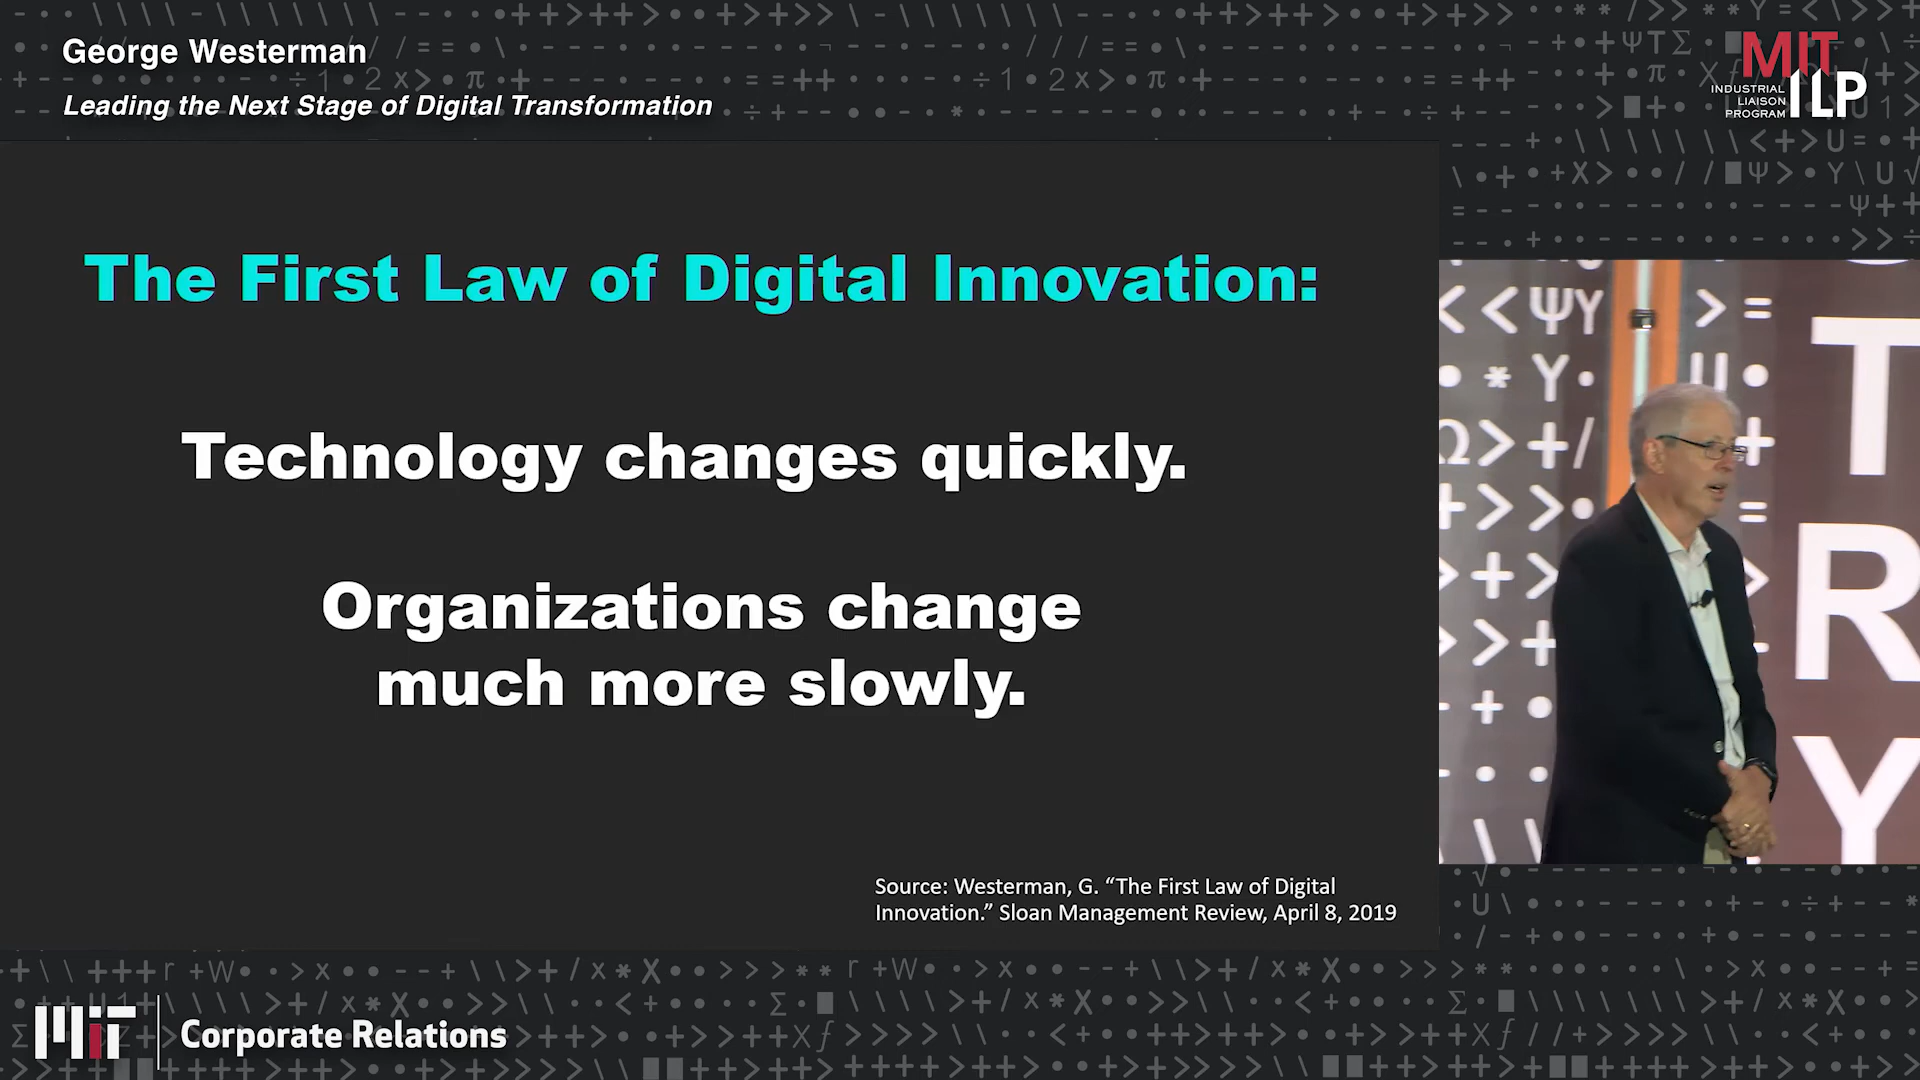 George Westerman
Leading the Next Stage of Digital Transformation
MIT
INDUSTRIAL
LIAISON
PROGRAM
ILP
The First Law of Digital Innovation:
Technology changes quickly.
Organizations change
much more slowly.
Source: Westerman, G. “The First Law of Digital
Innovation.” Sloan Management Review, April 8, 2019
T
R
Y
MIT
Corporate Relations